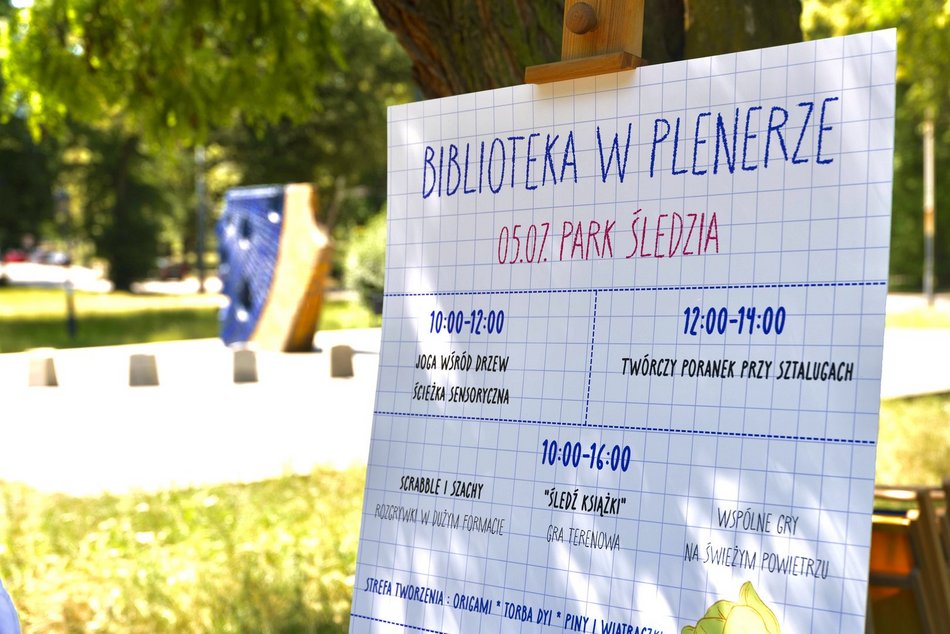 BIBLIOTEKA W PLENERZE
05.07. PARK ŚLEDZIA
10:00-12:00
JOGA WŚRÓD DRZEW
ŚCIEŻKA SENSORYCZNA
12:00-14:00
TWÓRCZY PORANEK PRZY SZTALUGACH
10:00-16:00
SCRABBLE I SZACHY
ROZGRYWKI W DUŻYM FORMACIE
"ŚLEDŹ KSIĄŻKI"
GRA TERENOWA
WSPÓLNE GRY
NA ŚWIEŻYM POWIETRZU
STREFA TWORZENIA : ORIGAMI * TORBA DYI * PINY I WIATRACZKI